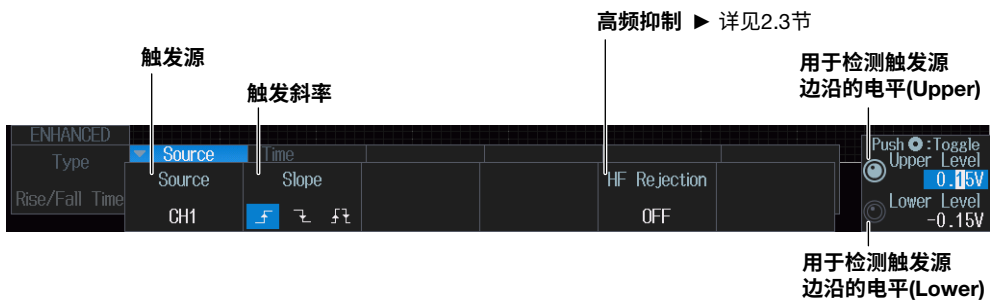 高频抑制 ▶ 详见2.3节
触发源
触发斜率
用于检测触发源
边沿的电平(Upper)
ENHANCED
Type
Rise/Fall Time
Source
Time
Source
CH1
Slope
HF Rejection
OFF
Push :Toggle
Upper Level
0.15V
Lower Level
-0.15V
用于检测触发源
边沿的电平(Lower)